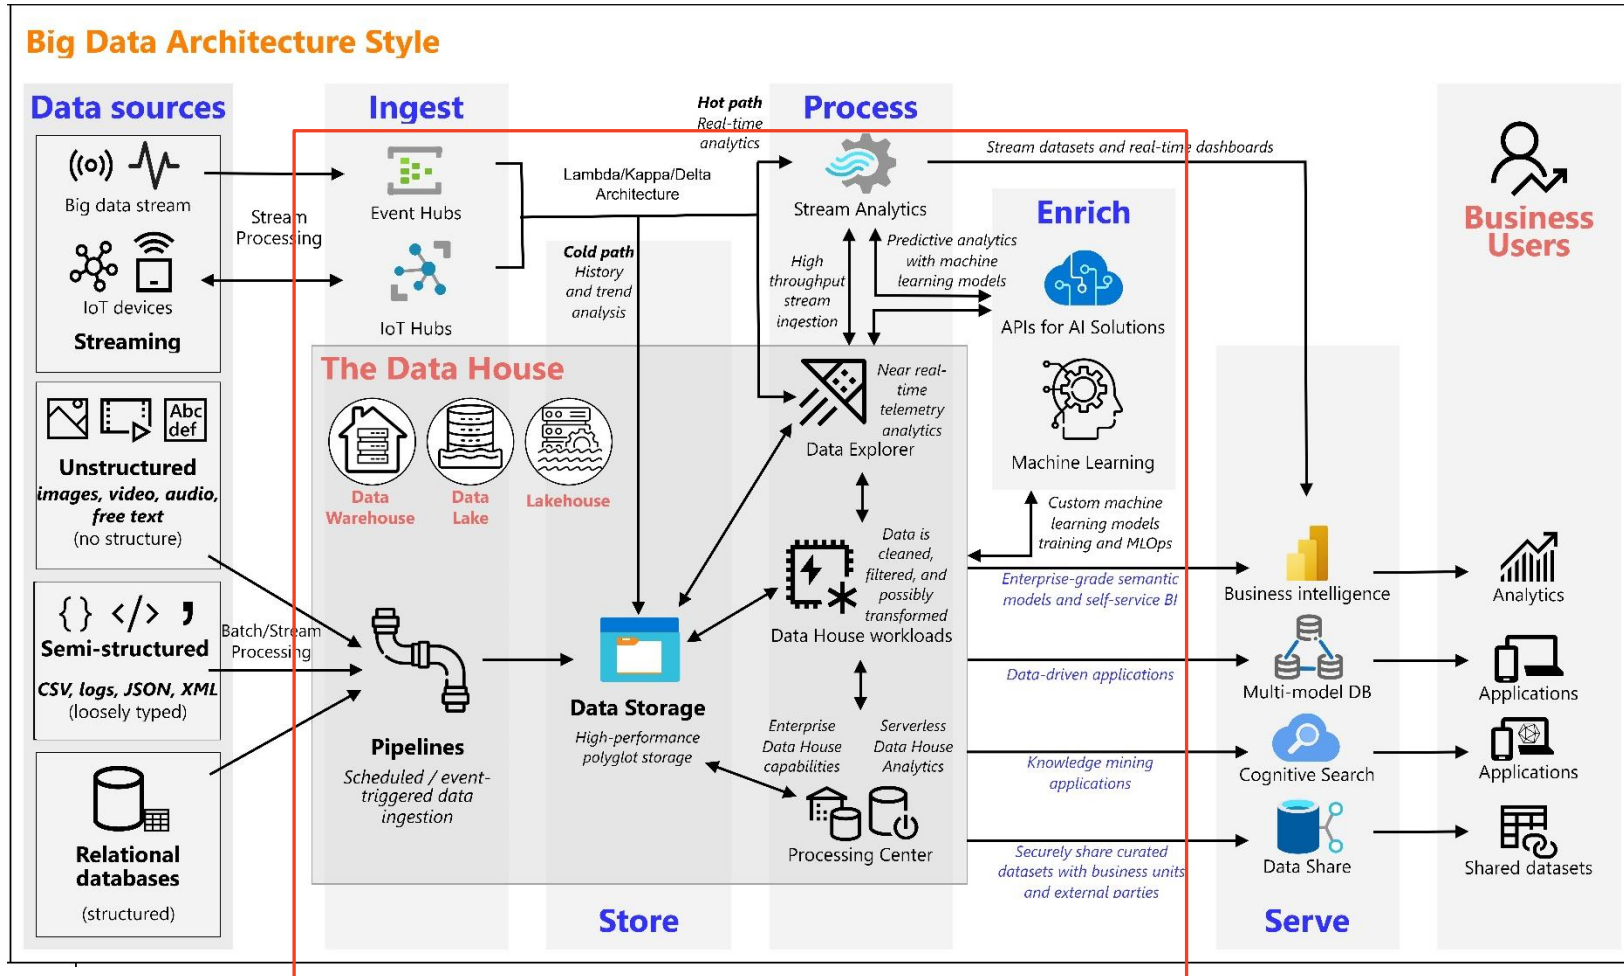 Big Data Architecture Style
Data sources
Big data stream
IoT devices
Streaming
Abc
def
Unstructured
images, video, audio,
free text
(no structure)
{ } </> ,
Semi-structured
CSV, logs, JSON, XML
(loosely typed)
Relational
databases
(structured)
Stream
Processing
Batch/Stream
Processing
Ingest
Event Hubs
IoT Hubs
Lambda/Kappa/Delta
Architecture
Hot path
Real-time
analytics
Cold path
History
and trend
analysis
The Data House
Data
Warehouse
Data
Lake
Lakehouse
Pipelines
Scheduled / event-
triggered data
ingestion
Data Storage
High-performance
polyglot storage
Store
Process
Stream Analytics
High
throughput
stream
ingestion
Predictive analytics
with machine
learning models
Data Explorer
Near real-
time
telemetry
analytics
Data is
cleaned,
filtered, and
possibly
transformed
Data House workloads
Enterprise
Data House
capabilities
Serverless
Data House
Analytics
Processing Center
Stream datasets and real-time dashboards
Enrich
APIs for AI Solutions
Machine Learning
Custom machine
learning models
training and MLOps
Enterprise-grade semantic
models and self-service BI
Data-driven applications
Knowledge mining
applications
Securely share curated
datasets with business units
and external parties
Business intelligence
Multi-model DB
Cognitive Search
Data Share
Serve
Business
Users
Analytics
Applications
Applications
Shared datasets